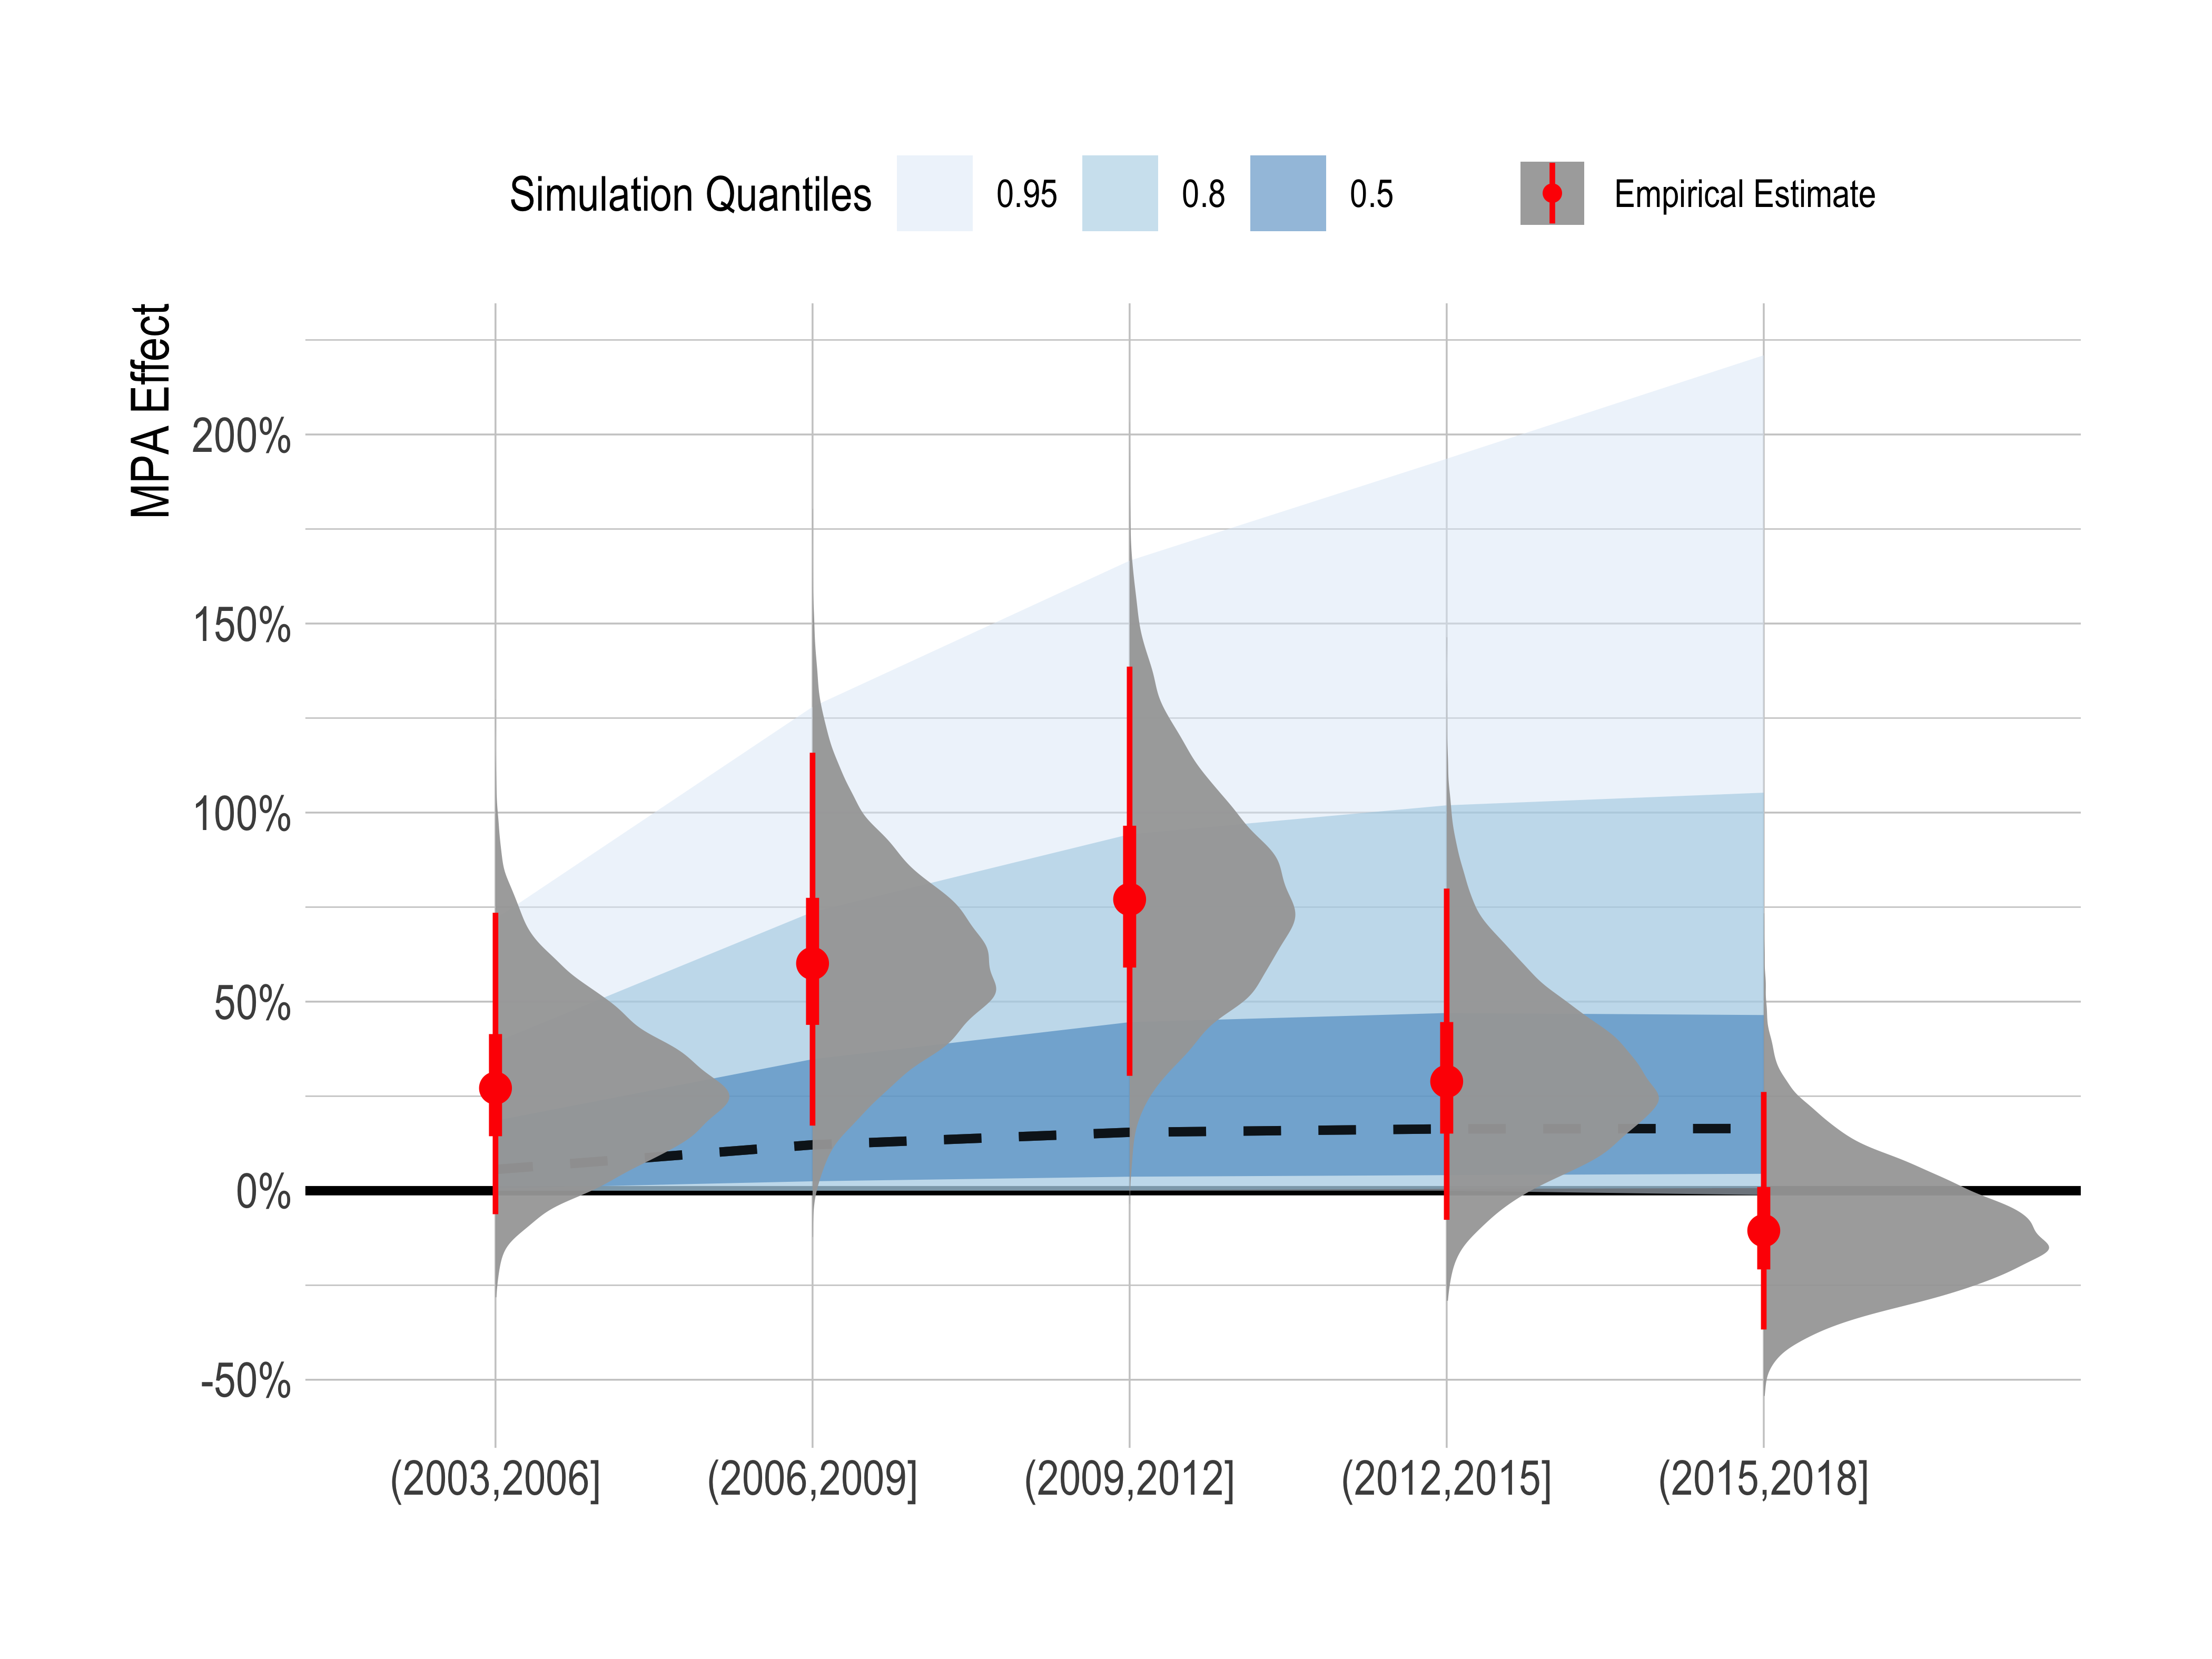 Simulation Quantiles 0.95 0.8 0.5 Empirical Estimate
MPA Effect
200%
150%
100%
50%
0%
-50%
(2003,2006] (2006,2009] (2009,2012] (2012,2015] (2015,2018]